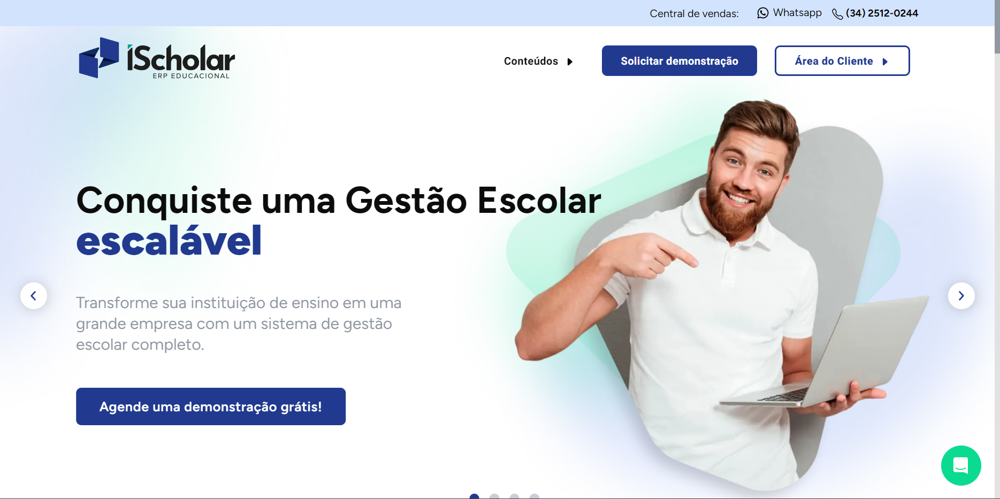 Central de vendas: Whatsapp (34) 2512-0244
iScholar
ERP EDUCACIONAL
Conteúdos
Solicitar demonstração
Área do Cliente
Conquiste uma Gestão Escolar
escalável
Transforme sua instituição de ensino em uma
grande empresa com um sistema de gestão
escolar completo.
Agende uma demonstração grátis!